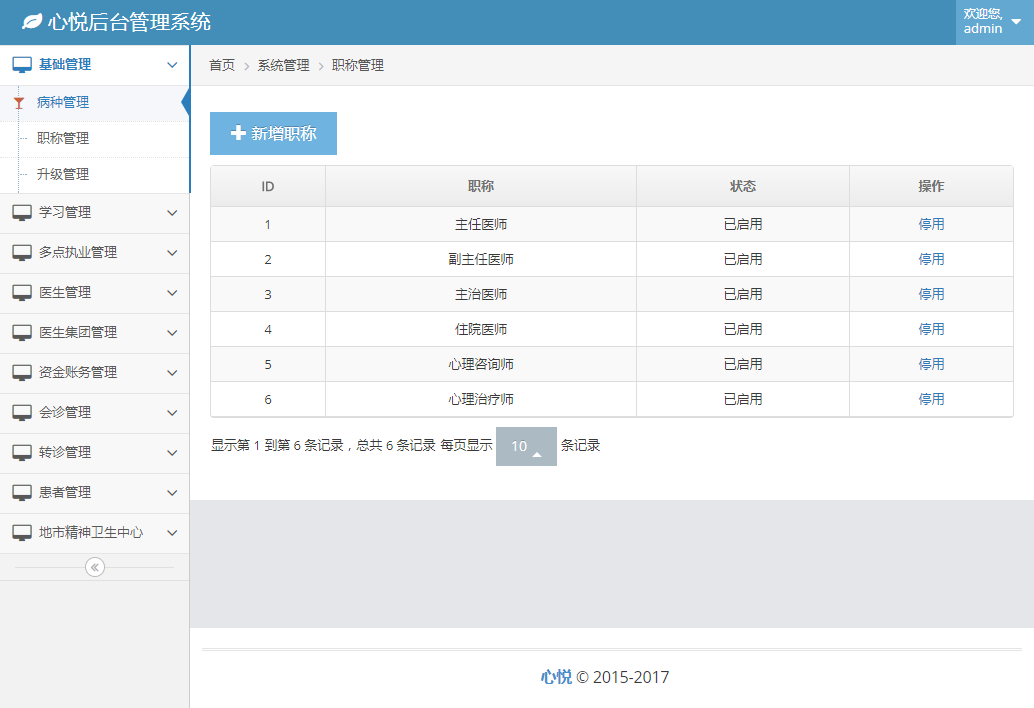 心悦后台管理系统
欢迎您,
admin
基础管理
病种管理
职称管理
升级管理
学习管理
多点执业管理
医生管理
医生集团管理
资金账务管理
会诊管理
转诊管理
患者管理
地市精神卫生中心
首页 系统管理 职称管理
新增职称
ID 职称 状态 操作
1 主任医师 已启用 停用
2 副主任医师 已启用 停用
3 主治医师 已启用 停用
4 住院医师 已启用 停用
5 心理咨询师 已启用 停用
6 心理治疗师 已启用 停用
显示第 1 到第 6 条记录，总共 6 条记录 每页显示 10 条记录
心悦 © 2015-2017